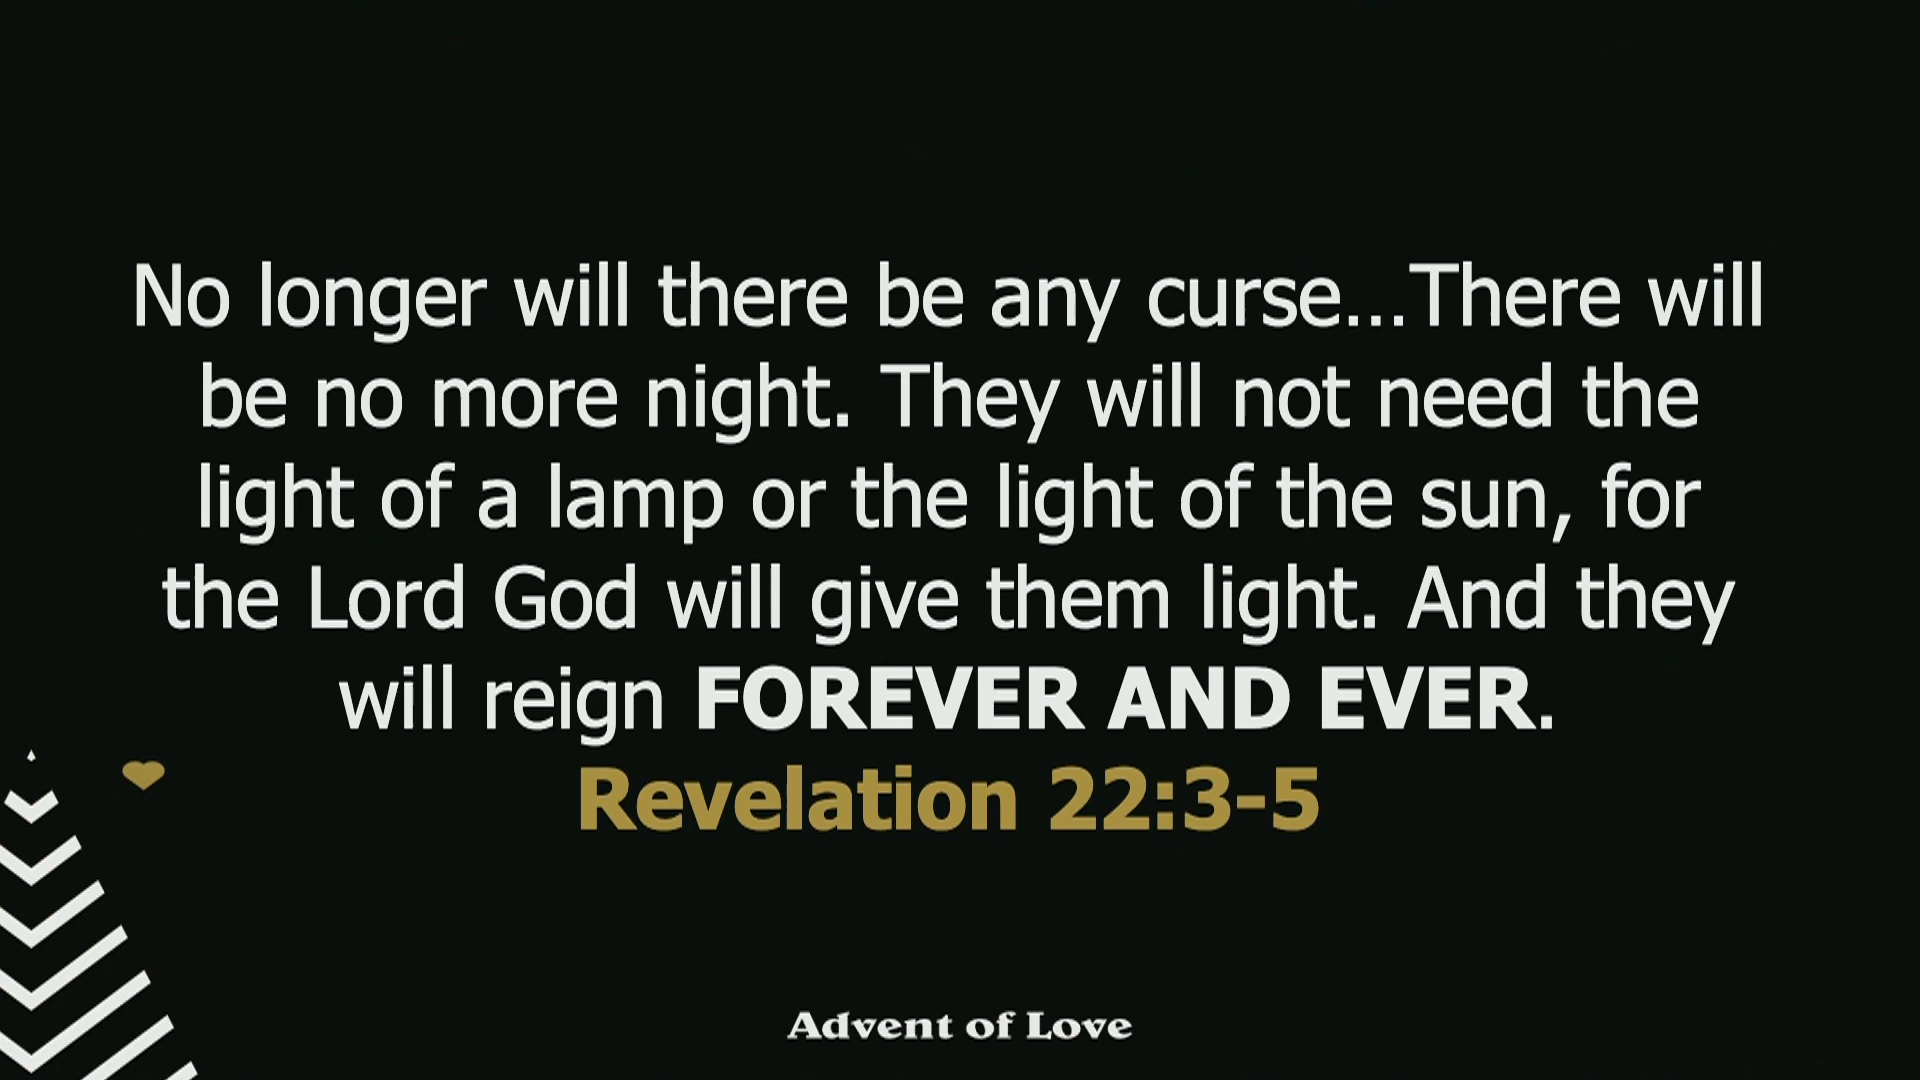 No longer will there be any curse...There will
be no more night. They will not need the
light of a lamp or the light of the sun, for
the Lord God will give them light. And they
will reign FOREVER AND EVER.
Revelation 22:3-5
Advent of Love